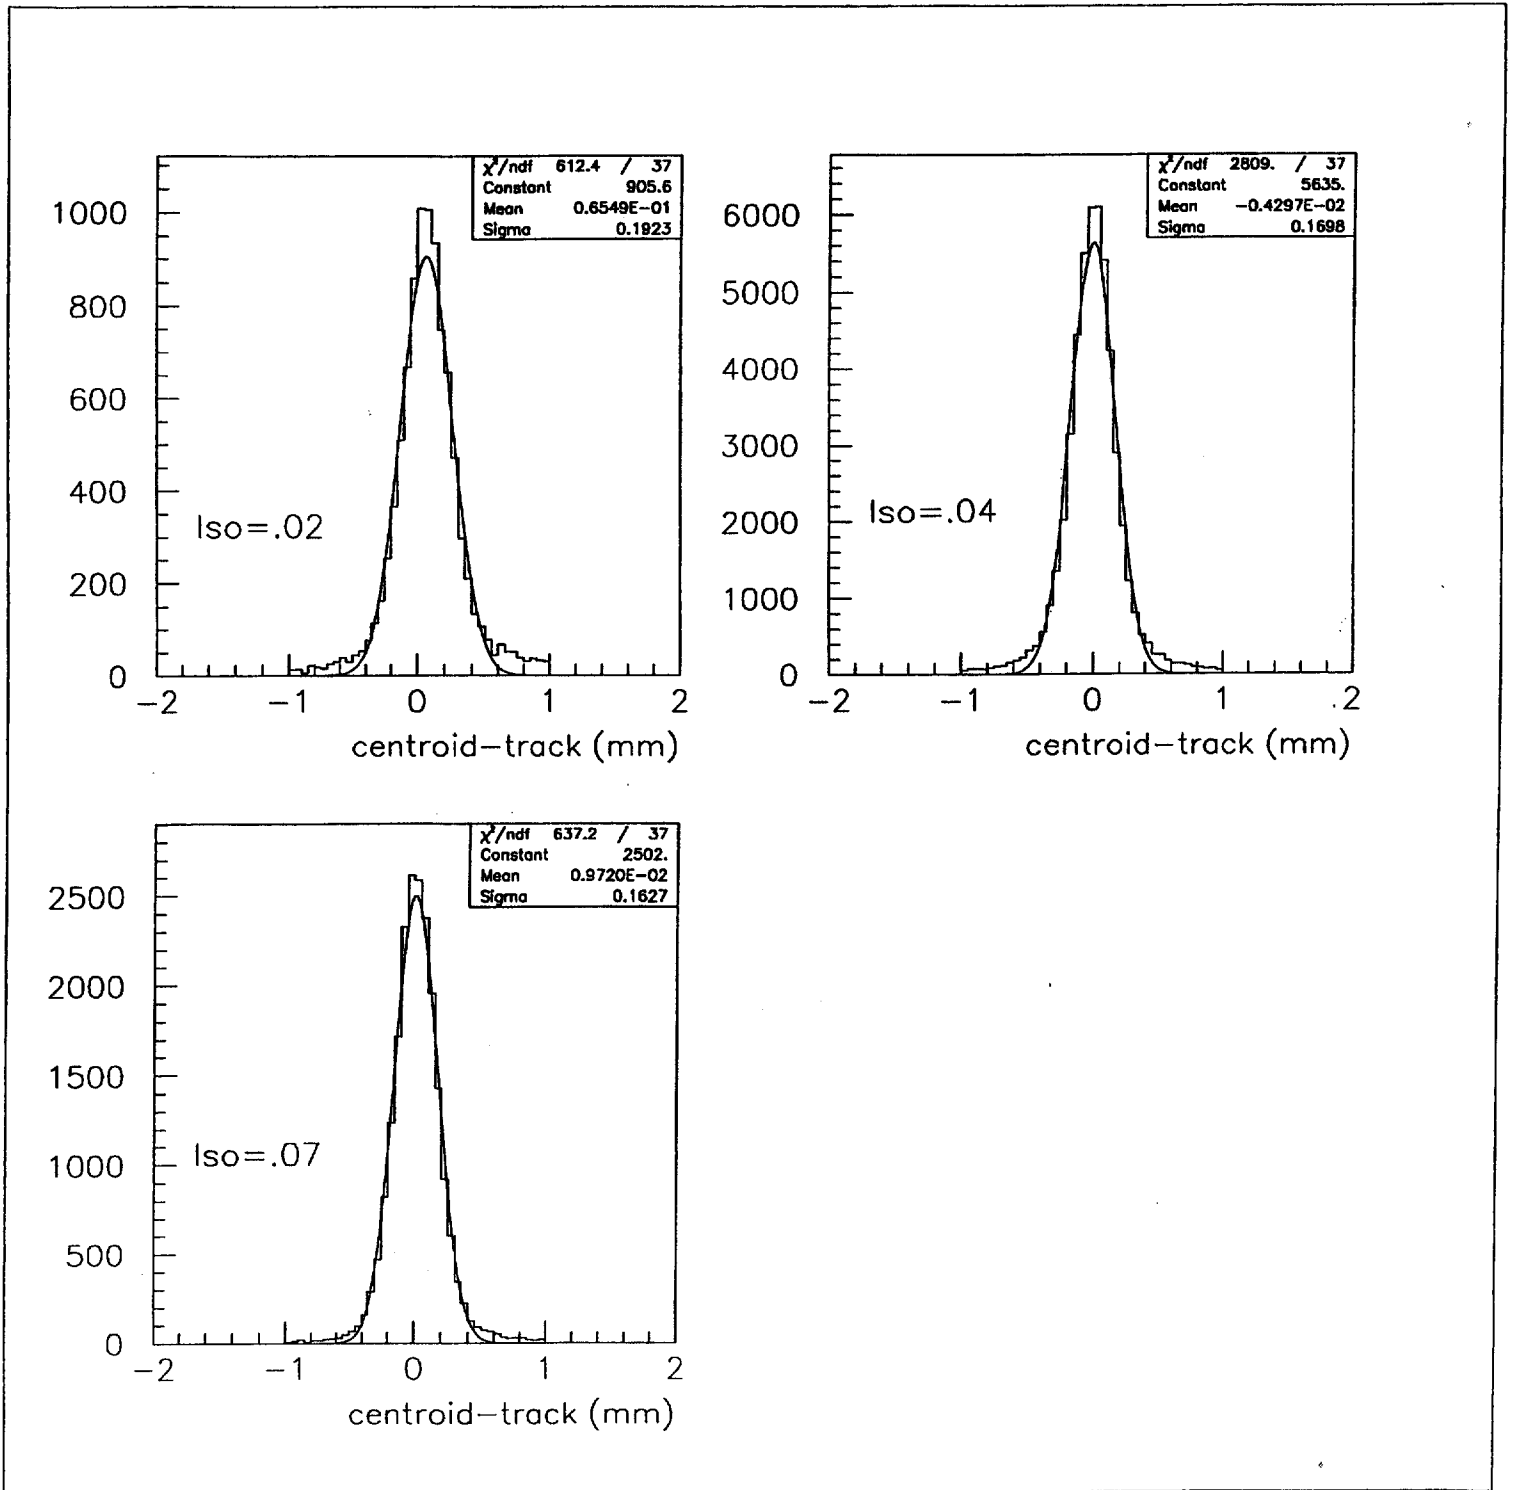 χ²/ndf 612.4 / 37
Constant 905.6
Mean 0.6549E−01
Sigma 0.1923
1000
800
600
400
200
0
Iso=.02
−2 −1 0 1 2
centroid−track (mm)
χ²/ndf 2809. / 37
Constant 5635.
Mean −0.4297E−02
Sigma 0.1698
6000
5000
4000
3000
2000
1000
0
Iso=.04
−2 −1 0 1 2
centroid−track (mm)
χ²/ndf 637.2 / 37
Constant 2502.
Mean 0.9720E−02
Sigma 0.1627
2500
2000
1500
1000
500
0
Iso=.07
−2 −1 0 1 2
centroid−track (mm)